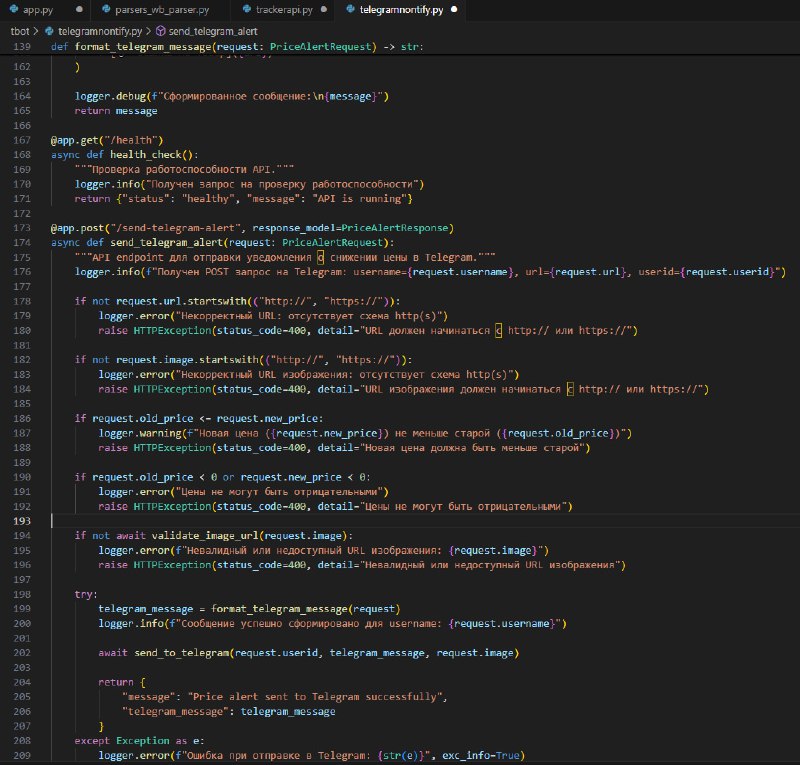 app.py
parsers_wb_parser.py
trackerapi.py
telegramnontify.py
tbot > telegramnontify.py > send_telegram_alert
139 def format_telegram_message(request: PriceAlertRequest) -> str:
162 )
163
164 logger.debug(f"Сформированное сообщение:\n{message}")
165 return message
166
167 @app.get("/health")
168 async def health_check():
169 """Проверка работоспособности API."""
170 logger.info("Получен запрос на проверку работоспособности")
171 return {"status": "healthy", "message": "API is running"}
172
173 @app.post("/send-telegram-alert", response_model=PriceAlertResponse)
174 async def send_telegram_alert(request: PriceAlertRequest):
175 """API endpoint для отправки уведомления о снижении цены в Telegram."""
176 logger.info(f"Получен POST запрос на Telegram: username={request.username}, url={request.url}, userid={request.userid}")
177
178 if not request.url.startswith(("http://", "https://")):
179 logger.error("Некорректный URL: отсутствует схема http(s)")
180 raise HTTPException(status_code=400, detail="URL должен начинаться с http:// или https://")
181
182 if not request.image.startswith(("http://", "https://")):
183 logger.error("Некорректный URL изображения: отсутствует схема http(s)")
184 raise HTTPException(status_code=400, detail="URL изображения должен начинаться с http:// или https://")
185
186 if request.old_price <= request.new_price:
187 logger.warning(f"Новая цена ({request.new_price}) не меньше старой ({request.old_price})")
188 raise HTTPException(status_code=400, detail="Новая цена должна быть меньше старой")
189
190 if request.old_price < 0 or request.new_price < 0:
191 logger.error("Цены не могут быть отрицательными")
192 raise HTTPException(status_code=400, detail="Цены не могут быть отрицательными")
193
194 if not await validate_image_url(request.image):
195 logger.error(f"Невалидный или недоступный URL изображения: {request.image}")
196 raise HTTPException(status_code=400, detail="Невалидный или недоступный URL изображения")
197
198 try:
199 telegram_message = format_telegram_message(request)
200 logger.info(f"Сообщение успешно сформировано для username: {request.username}")
201
202 await send_to_telegram(request.userid, telegram_message, request.image)
203
204 return {
205 "message": "Price alert sent to Telegram successfully",
206 "telegram_message": telegram_message
207 }
208 except Exception as e:
209 logger.error(f"Ошибка при отправке в Telegram: {str(e)}", exc_info=True)